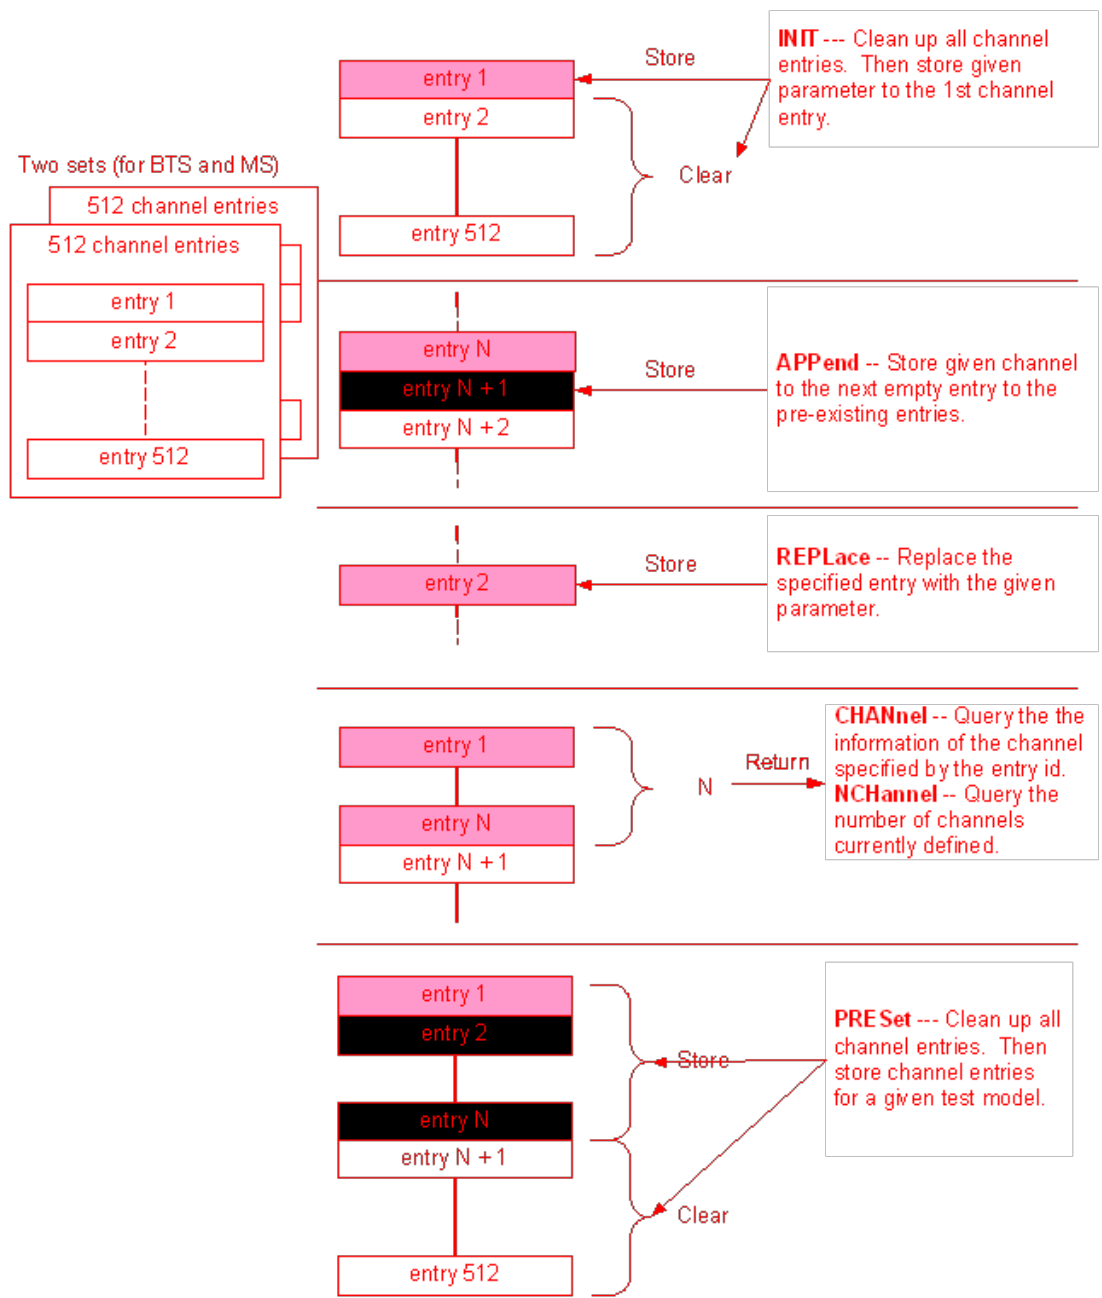 Two sets (for BTS and MS)
512 channel entries
512 channel entries
entry 1
entry 2
entry 512
entry 1
entry 2
entry 512
Store
Clear
INIT --- Clean up all channel
entries. Then store given
parameter to the 1st channel
entry.
entry N
entry N + 1
entry N + 2
Store
APPend -- Store given channel
to the next empty entry to the
pre-existing entries.
entry 2
Store
REPLace -- Replace the
specified entry with the given
parameter.
entry 1
entry N
entry N + 1
N
Return
CHANnel -- Query the the
information of the channel
specified by the entry id.
NCHannel -- Query the
number of channels
currently defined.
entry 1
entry 2
entry N
entry N + 1
entry 512
Store
Clear
PRESet --- Clean up all
channel entries. Then
store channel entries
for a given test model.